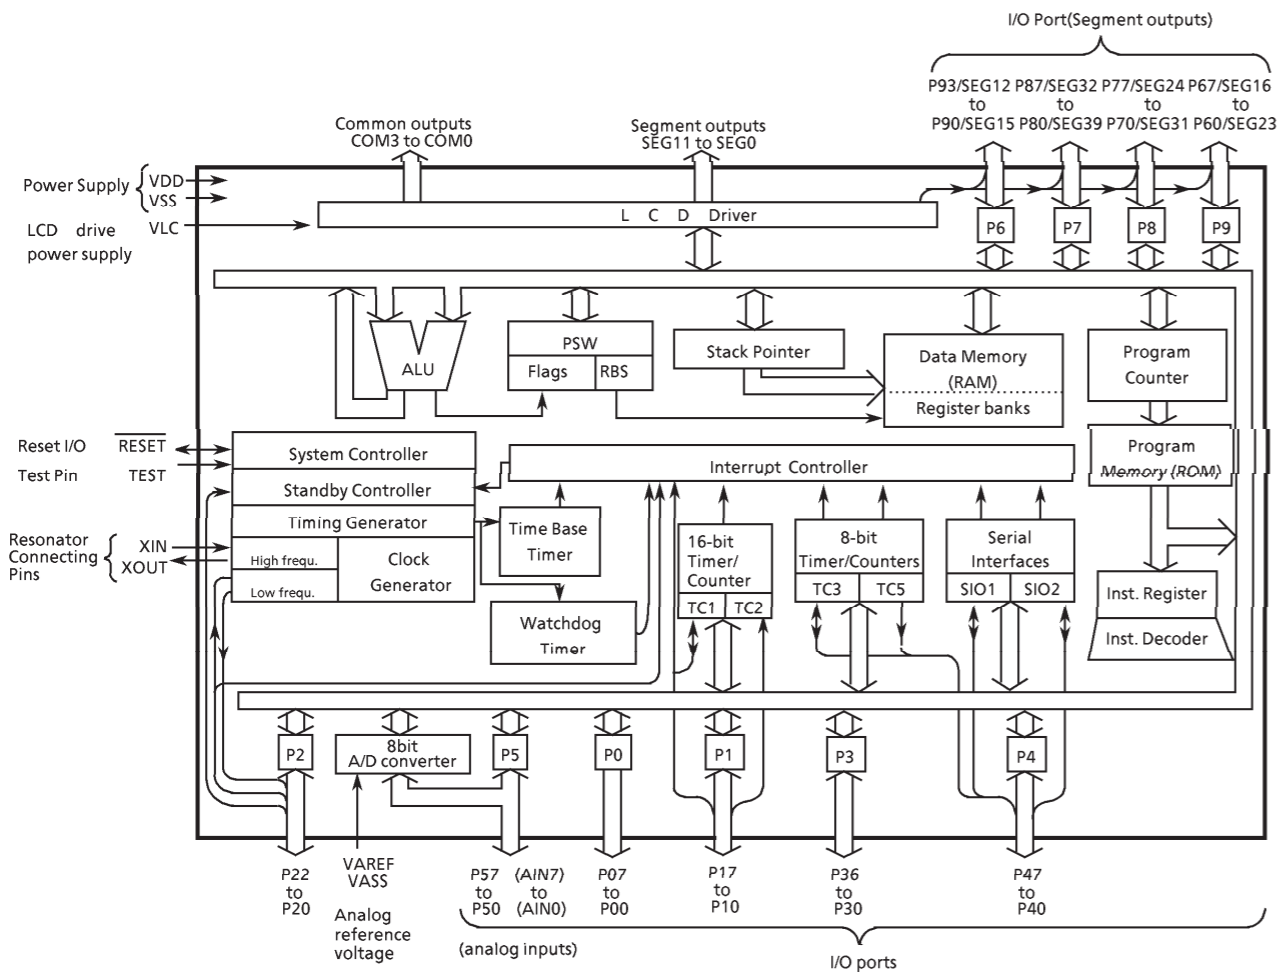 I/O Port(Segment outputs)
P93/SEG12 P87/SEG32 P77/SEG24 P67/SEG16
to to to to
P90/SEG15 P80/SEG39 P70/SEG31 P60/SEG23
Common outputs
COM3 to COM0
Segment outputs
SEG11 to SEG0
Power Supply
VDD
VSS
LCD drive
power supply
VLC
L C D Driver
P6
P7
P8
P9
ALU
PSW
Flags
RBS
Stack Pointer
Data Memory
(RAM)
Register banks
Program
Counter
Reset I/O
RESET
Test Pin
TEST
System Controller
Standby Controller
Timing Generator
High frequ.
Low frequ.
Clock
Generator
Interrupt Controller
Program
Memory (ROM)
Resonator
Connecting
Pins
XIN
XOUT
Time Base
Timer
Watchdog
Timer
16-bit
Timer/
Counter
TC1
TC2
8-bit
Timer/Counters
TC3
TC5
Serial
Interfaces
SIO1
SIO2
Inst. Register
Inst. Decoder
P2
8bit
A/D converter
P5
P0
P1
P3
P4
P22
to
P20
VAREF
VASS
Analog
reference
voltage
P57 (AIN7)
to to
P50 (AIN0)
(analog inputs)
P07
to
P00
P17
to
P10
P36
to
P30
P47
to
P40
I/O ports